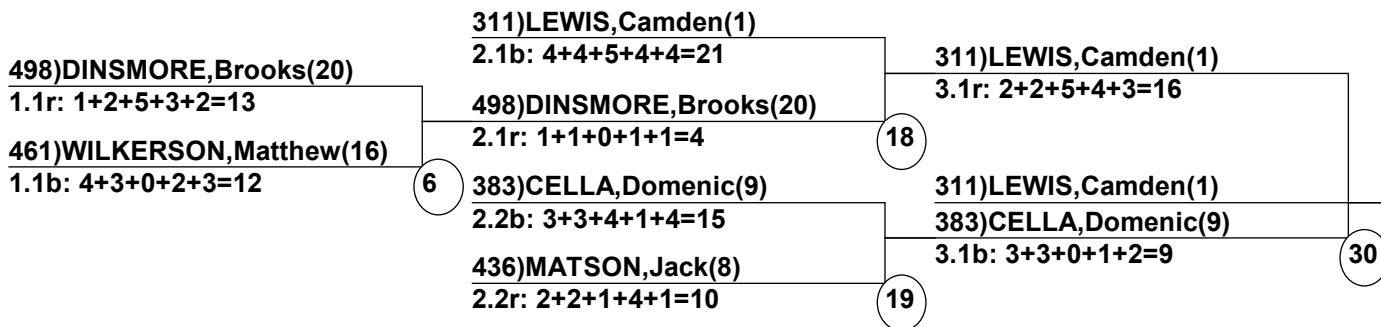 498)DINSMORE,Brooks(20)
1.1r: 1+2+5+3+2=13
461)WILKERSON,Matthew(16)
1.1b: 4+3+0+2+3=12
6
311)LEWIS,Camden(1)
2.1b: 4+4+5+4+4=21
498)DINSMORE,Brooks(20)
2.1r: 1+1+0+1+1=4
18
383)CELLA,Domenic(9)
2.2b: 3+3+4+1+4=15
436)MATSON,Jack(8)
2.2r: 2+2+1+4+1=10
19
311)LEWIS,Camden(1)
3.1r: 2+2+5+4+3=16
311)LEWIS,Camden(1)
383)CELLA,Domenic(9)
3.1b: 3+3+0+1+2=9
30